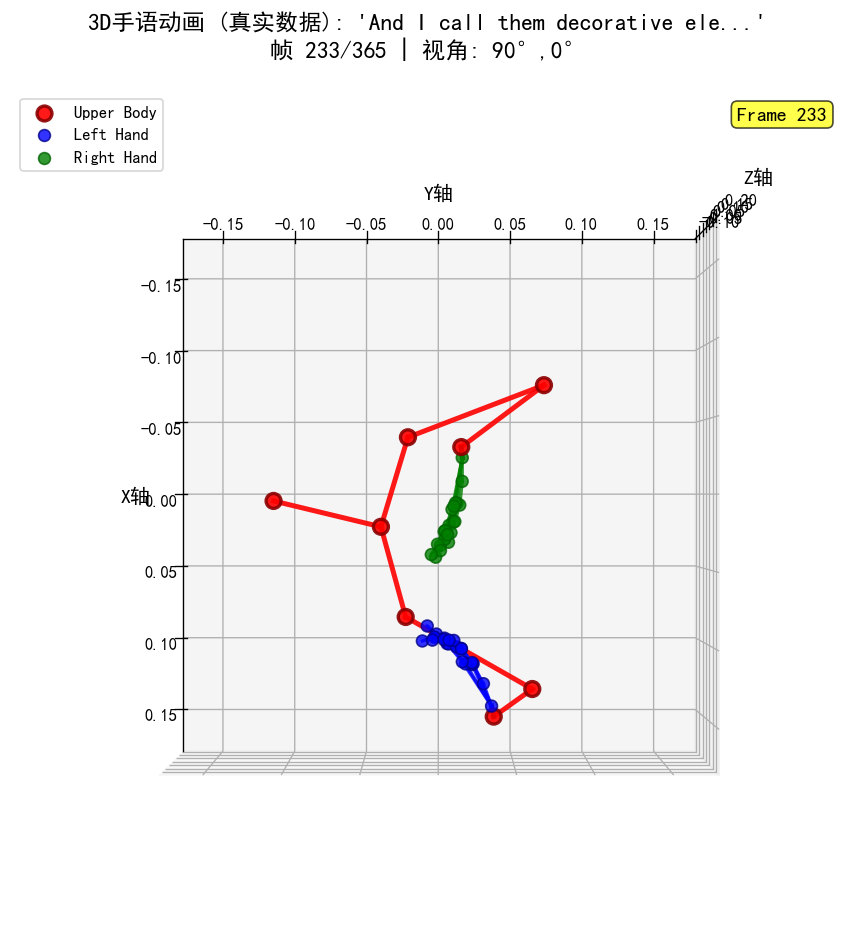 3D手语动画 (真实数据): 'And I call them decorative ele...'
帧 233/365 | 视角: 90°,0°
Upper Body
Left Hand
Right Hand
Frame 233
Z轴
Y轴
-0.15 -0.10 -0.05 0.00 0.05 0.10 0.15
-0.15
-0.10
-0.05
X轴
0.00
0.05
0.10
0.15